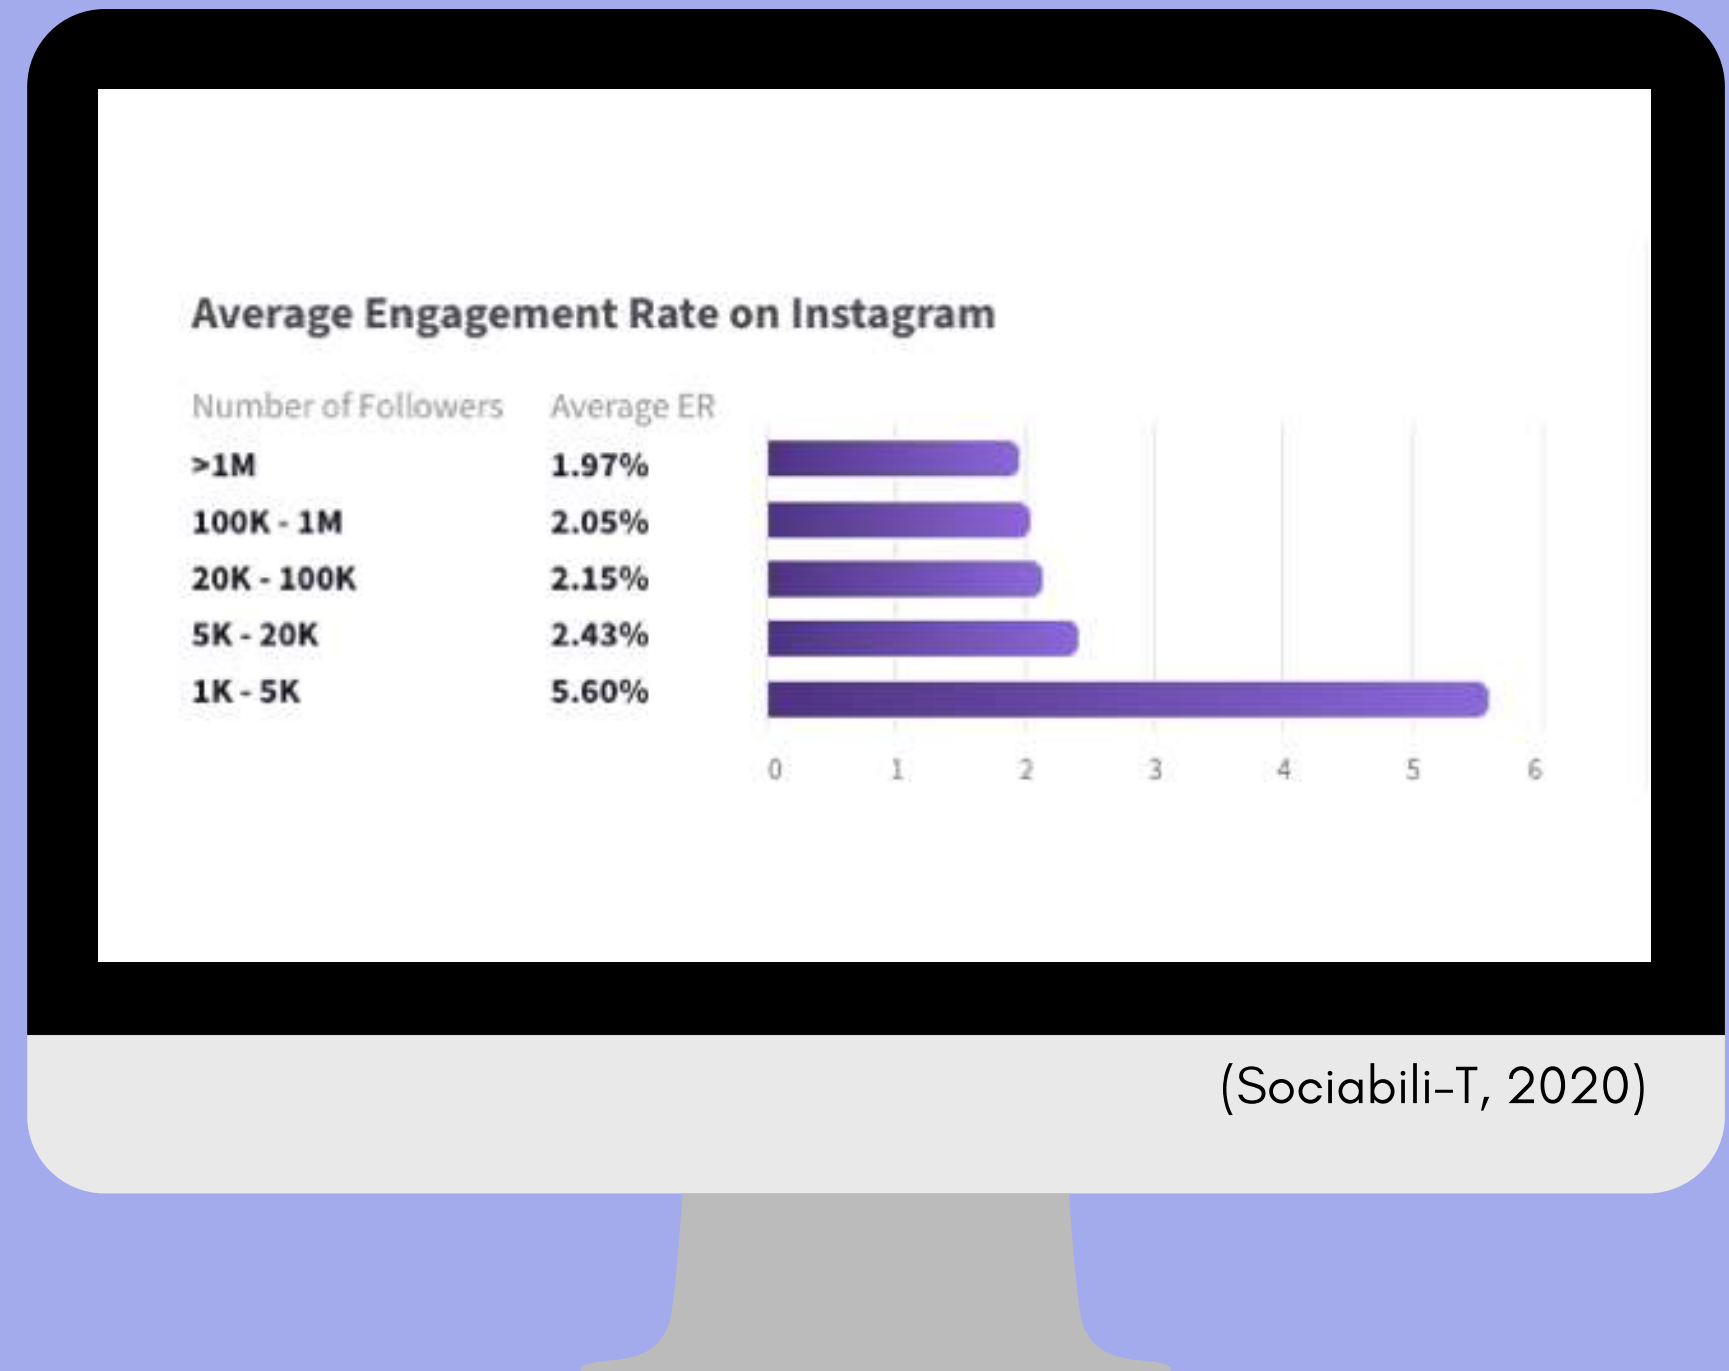 Average Engagement Rate on Instagram
Number of Followers Average ER
>1M 1.97%
100K - 1M 2.05%
20K - 100K 2.15%
5K - 20K 2.43%
1K - 5K 5.60%
0 1 2 3 4 5 6
(Sociabili-T, 2020)